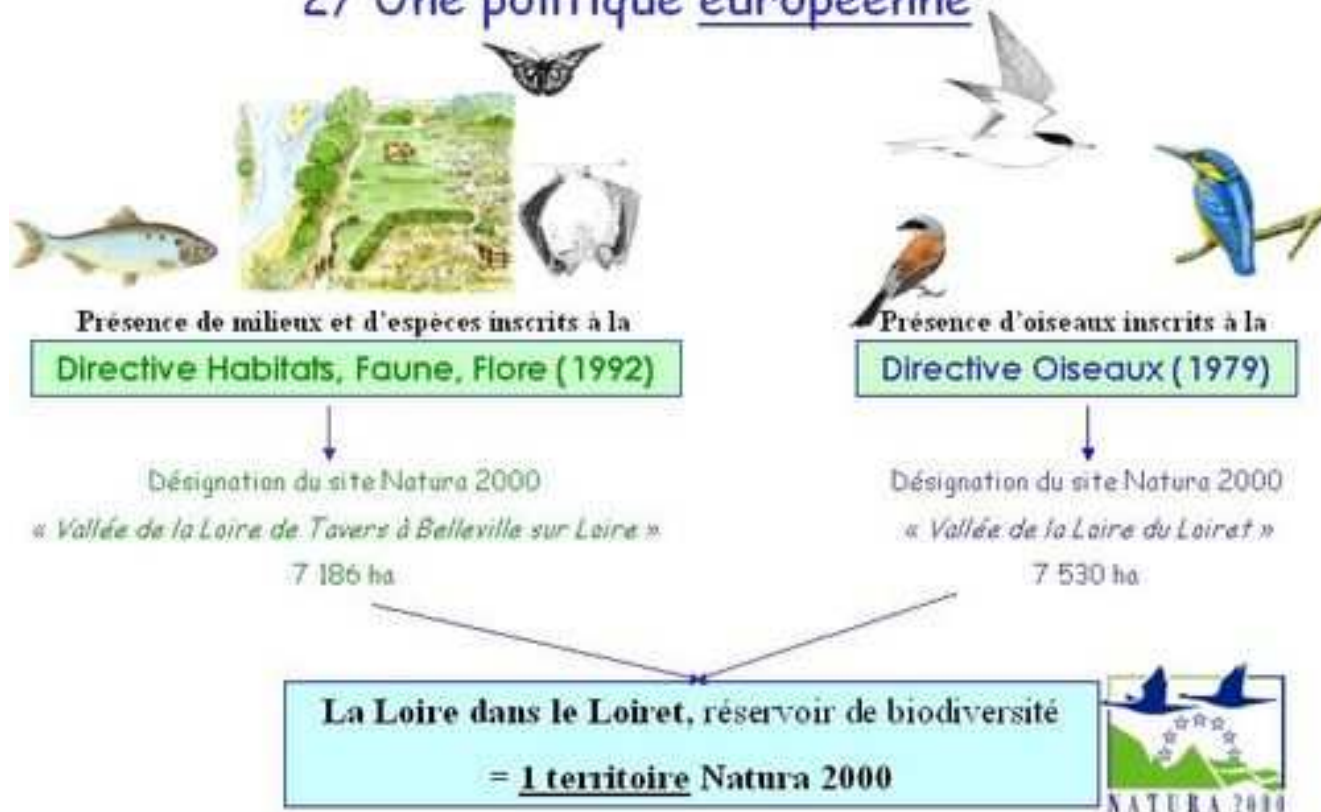 2/ Une politique européenne
Présence de milieux et d'espèces inscrits à la
Directive Habitats, Faune, Flore (1992)
Désignation du site Natura 2000
« Vallée de la Loire de Tavers à Belleville sur Loire »
7 186 ha
Présence d'oiseaux inscrits à la
Directive Oiseaux (1979)
Désignation du site Natura 2000
« Vallée de la Loire du Loiret »
7 530 ha
La Loire dans le Loiret, réservoir de biodiversité
= 1 territoire Natura 2000
NATURA 2000